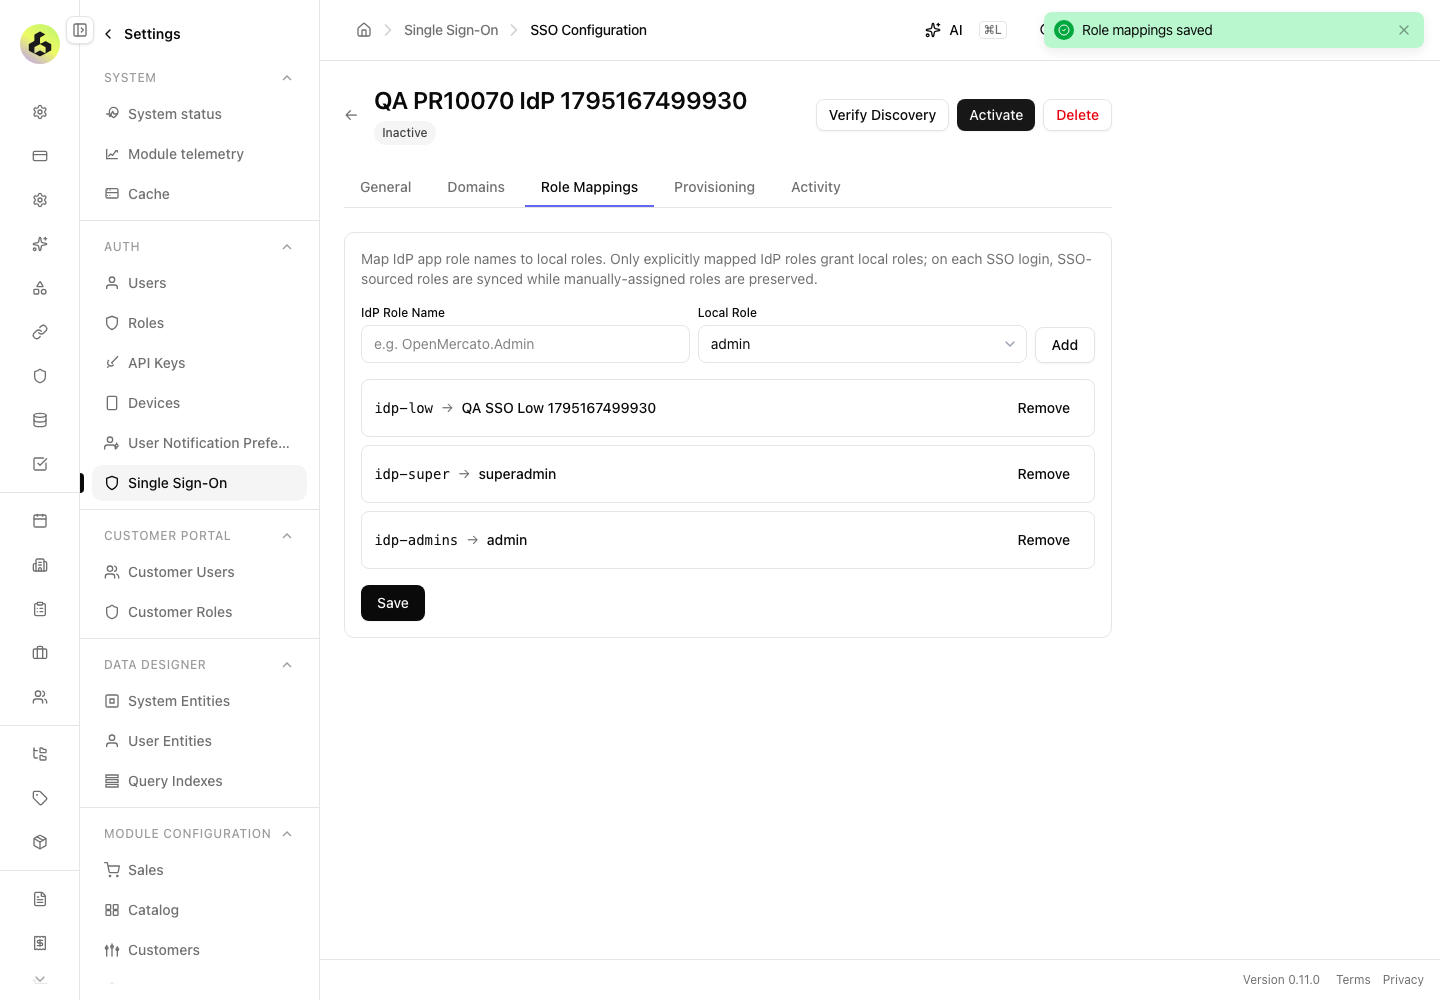 Settings
SYSTEM
System status
Module telemetry
Cache
AUTH
Users
Roles
API Keys
Devices
User Notification Prefe...
Single Sign-On
CUSTOMER PORTAL
Customer Users
Customer Roles
DATA DESIGNER
System Entities
User Entities
Query Indexes
MODULE CONFIGURATION
Sales
Catalog
Customers
Single Sign-On
SSO Configuration
AI
⌘L
Role mappings saved
QA PR10070 IdP 1795167499930
Inactive
Verify Discovery
Activate
Delete
General
Domains
Role Mappings
Provisioning
Activity
Map IdP app role names to local roles. Only explicitly mapped IdP roles grant local roles; on each SSO login, SSO-
sourced roles are synced while manually-assigned roles are preserved.
IdP Role Name
Local Role
e.g. OpenMercato.Admin
admin
Add
idp-low → QA SSO Low 1795167499930
Remove
idp-super → superadmin
Remove
idp-admins → admin
Remove
Save
Version 0.11.0
Terms
Privacy